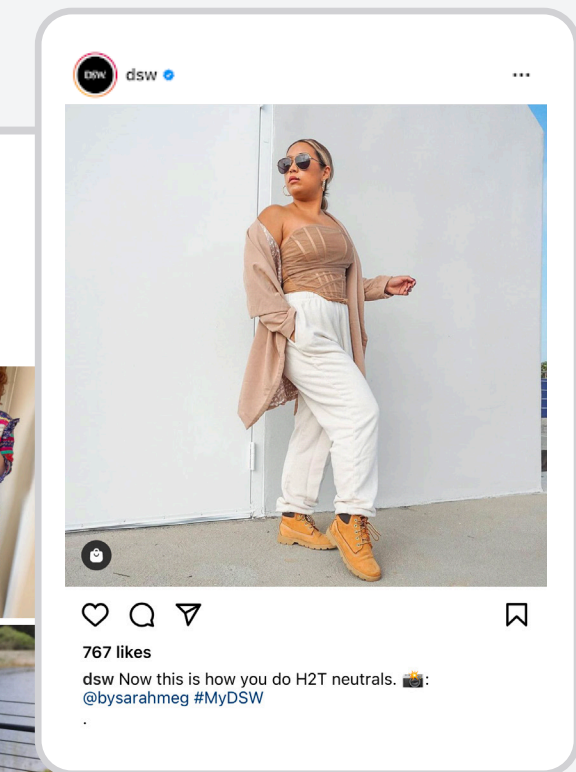 DSW
dsw
767 likes
dsw Now this is how you do H2T neutrals. 📸:
@bysarahmeg #MyDSW
.